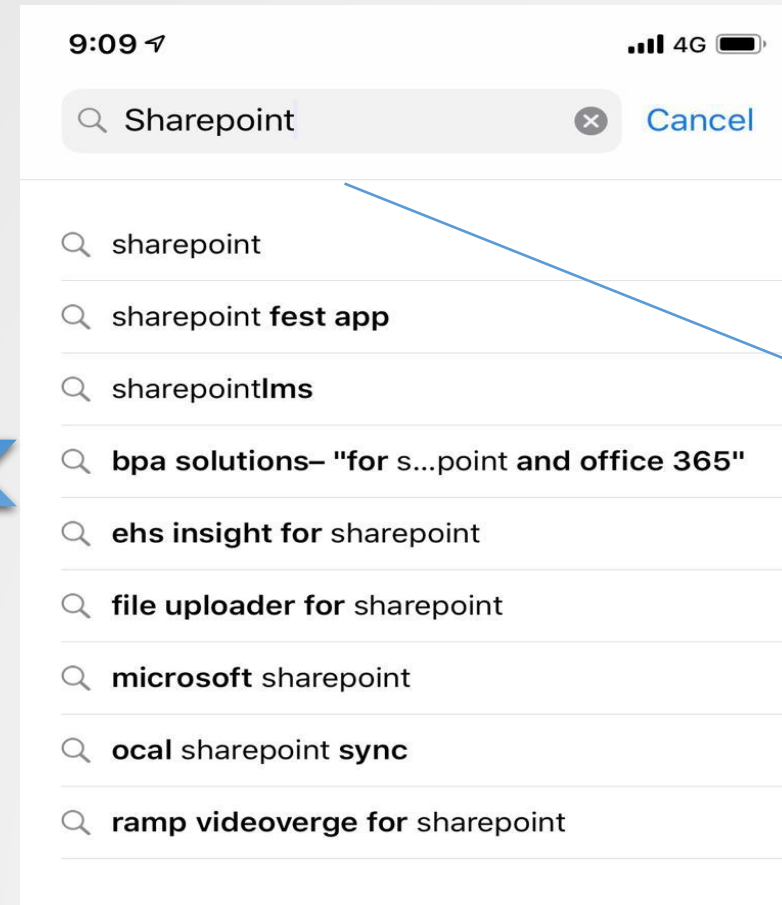 9:09
4G
Sharepoint
Cancel
sharepoint
sharepoint fest app
sharepointlms
bpa solutions– "for s...point and office 365"
ehs insight for sharepoint
file uploader for sharepoint
microsoft sharepoint
ocal sharepoint sync
ramp videoverge for sharepoint